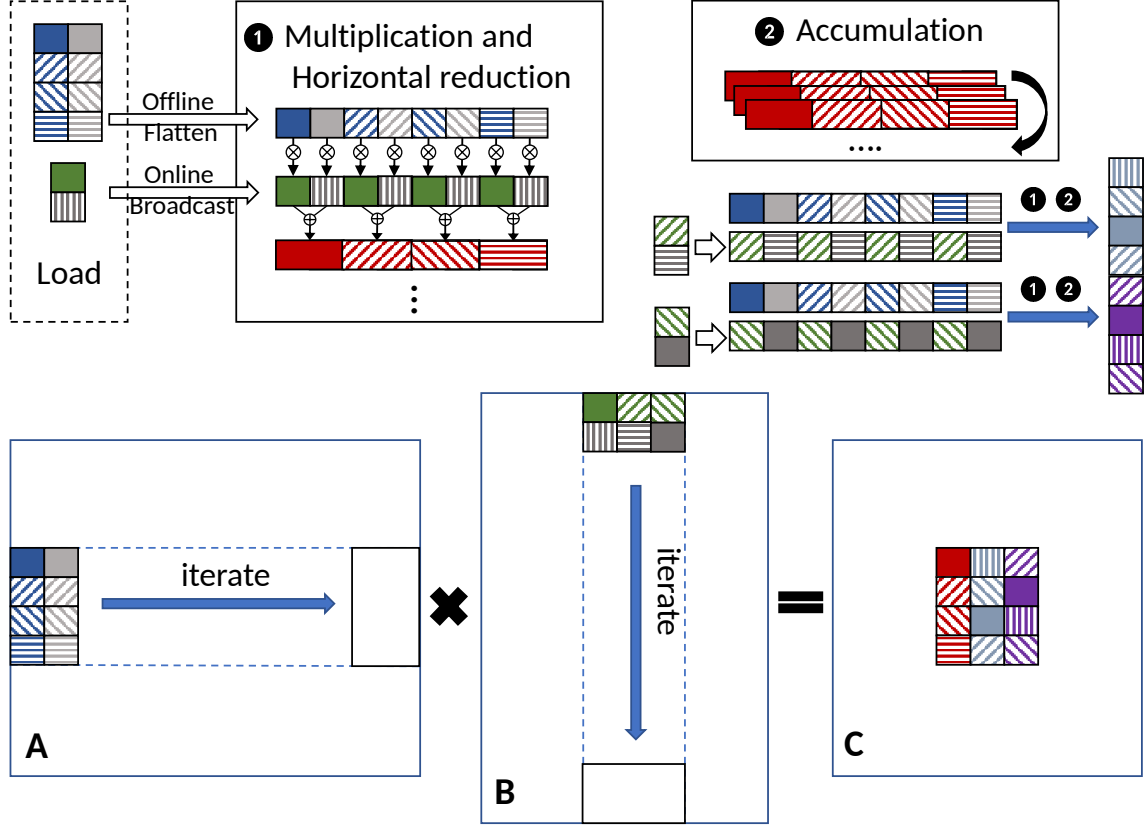 1 Multiplication and
Horizontal reduction
2 Accumulation
....
Offline
Flatten
Online
Broadcast
Load
1 2
1 2
iterate
iterate
A
B
C